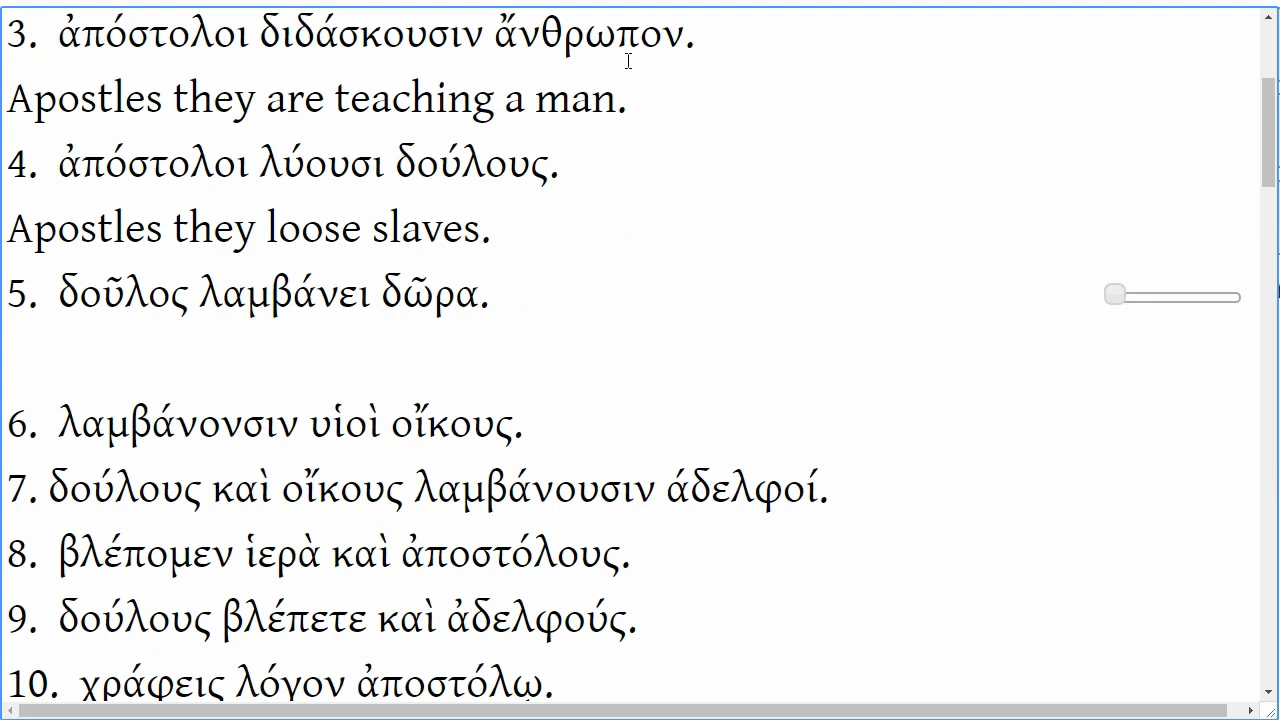 3. ἀπόστολοι διδάσκουσιν ἄνθρωπον.
Apostles they are teaching a man.
4. ἀπόστολοι λύουσι δούλους.
Apostles they loose slaves.
5. δοῦλος λαμβάνει δῶρα.
6. λαμβάνονσιν υἱοὶ οἴκους.
7. δούλους καὶ οἴκους λαμβάνουσιν άδελφοί.
8. βλέπομεν ἱερὰ καὶ ἀποστόλους.
9. δούλους βλέπετε καὶ ἀδελφούς.
10. χράφεις λόγον ἀποστόλῳ.